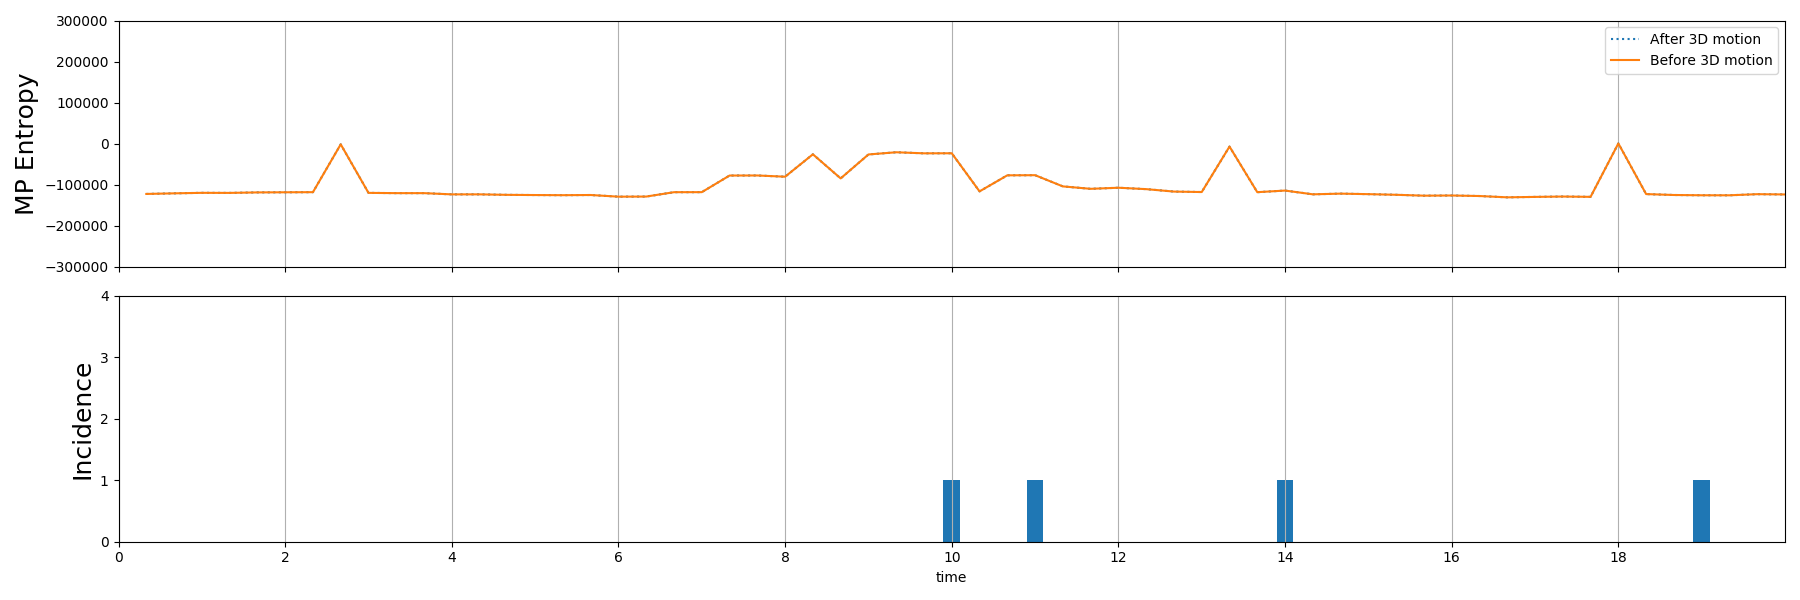 300000
200000
100000
0
−100000
−200000
−300000
MP Entropy
After 3D motion
Before 3D motion
4
3
2
1
0
Incidence
0 2 4 6 8 10 12 14 16 18
time